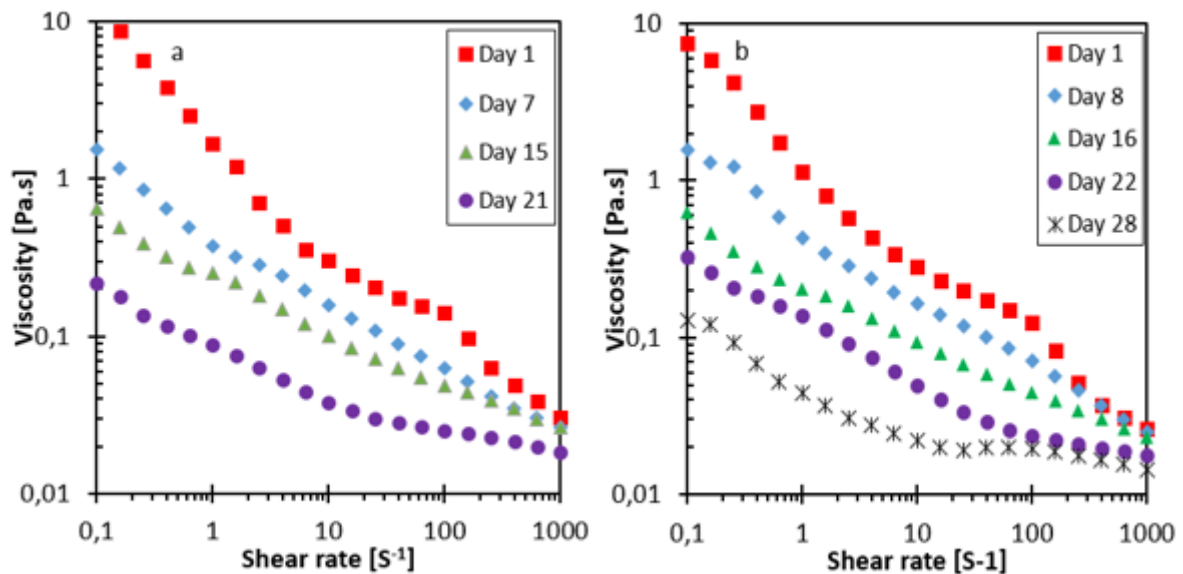 a
Day 1
Day 7
Day 15
Day 21
Viscosity [Pa.s]
10
1
0,1
0,01
0,1 1 10 100 1000
Shear rate [S-1]
b
Day 1
Day 8
Day 16
Day 22
Day 28
Viscosity [Pa.s]
10
1
0,1
0,01
0,1 1 10 100 1000
Shear rate [S-1]